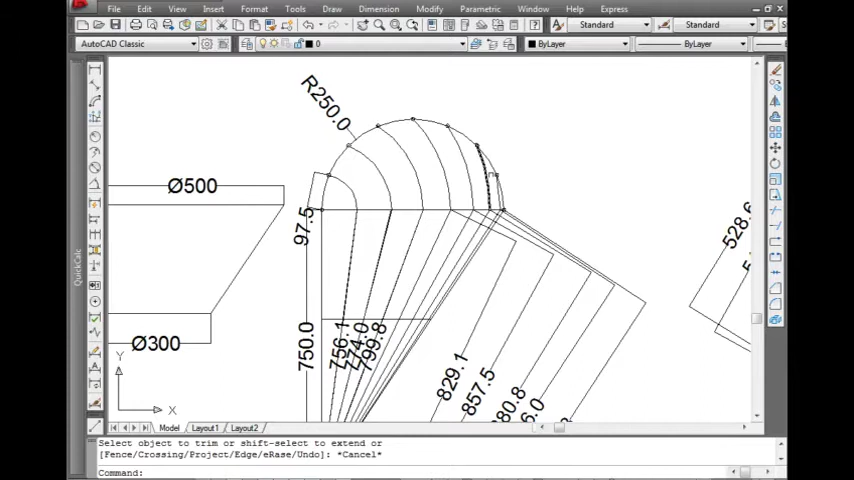 File Edit View Insert Format Tools Draw Dimension Modify Parametric Window Help Express
Standard Standard
AutoCAD Classic 0 ByLayer ByLayer
R250.0
Ø500
97.5
528.6
QuickCalc
Ø300
750.0
756.1
774.0
799.8
829.1
857.5
880.8
Y
X
Model Layout1 Layout2
Select object to trim or shift-select to extend or
[Fence/Crossing/Project/Edge/eRase/Undo]: *Cancel*
Command: